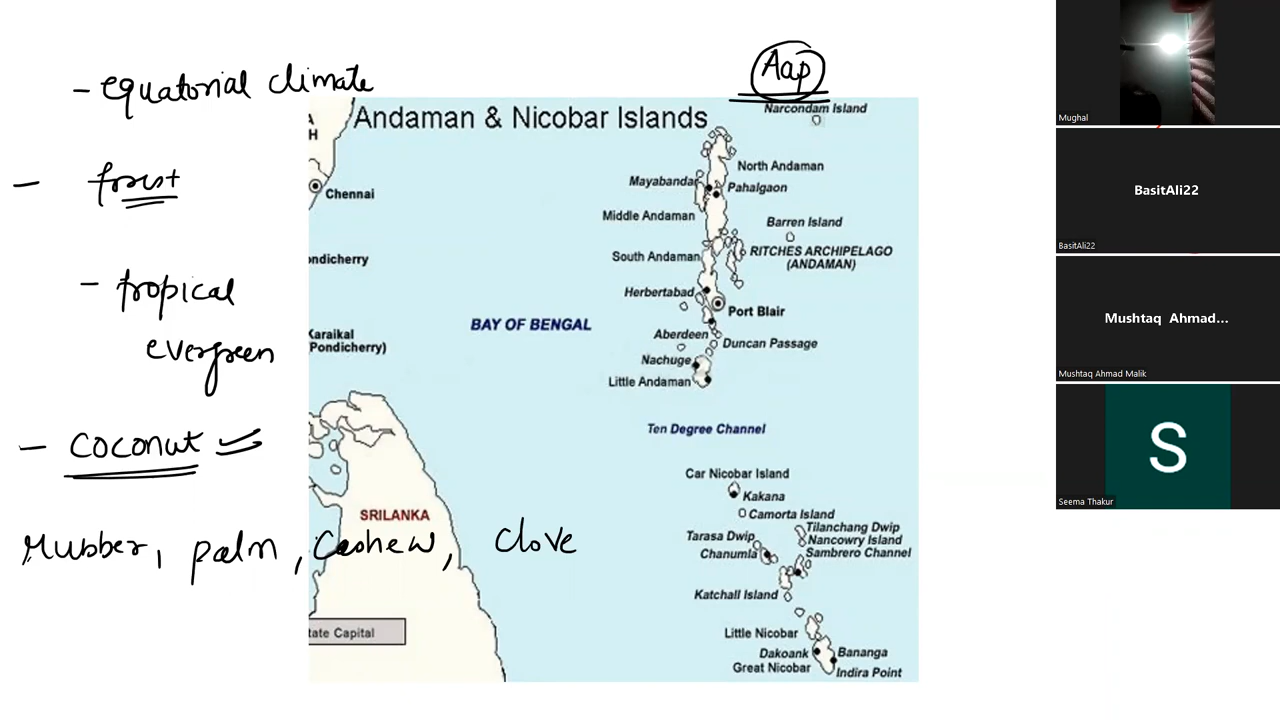 - equatorial climate
- forest
- tropical
evergreen
- coconut
Rubber, palm, Cashew, clove
Aap
Andaman & Nicobar Islands
Narcondam Island
H
Chennai
North Andaman
Mayabandar
Pahalgaon
Middle Andaman
Barren Island
ondicherry
South Andaman
RITCHES ARCHIPELAGO
(ANDAMAN)
Herbertabad
Port Blair
BAY OF BENGAL
Karaikal
(Pondicherry)
Aberdeen
Duncan Passage
Nachuge
Little Andaman
Ten Degree Channel
Car Nicobar Island
Kakana
SRILANKA
Camorta Island
Tilanchang Dwip
Tarasa Dwip
Nancowry Island
Chanumla
Sambrero Channel
Katchall Island
tate Capital
Little Nicobar
Dakoank
Bananga
Great Nicobar
Indira Point
Mughal
BasitAli22
BasitAli22
Mushtaq Ahmad...
Mushtaq Ahmad Malik
S
Seema Thakur